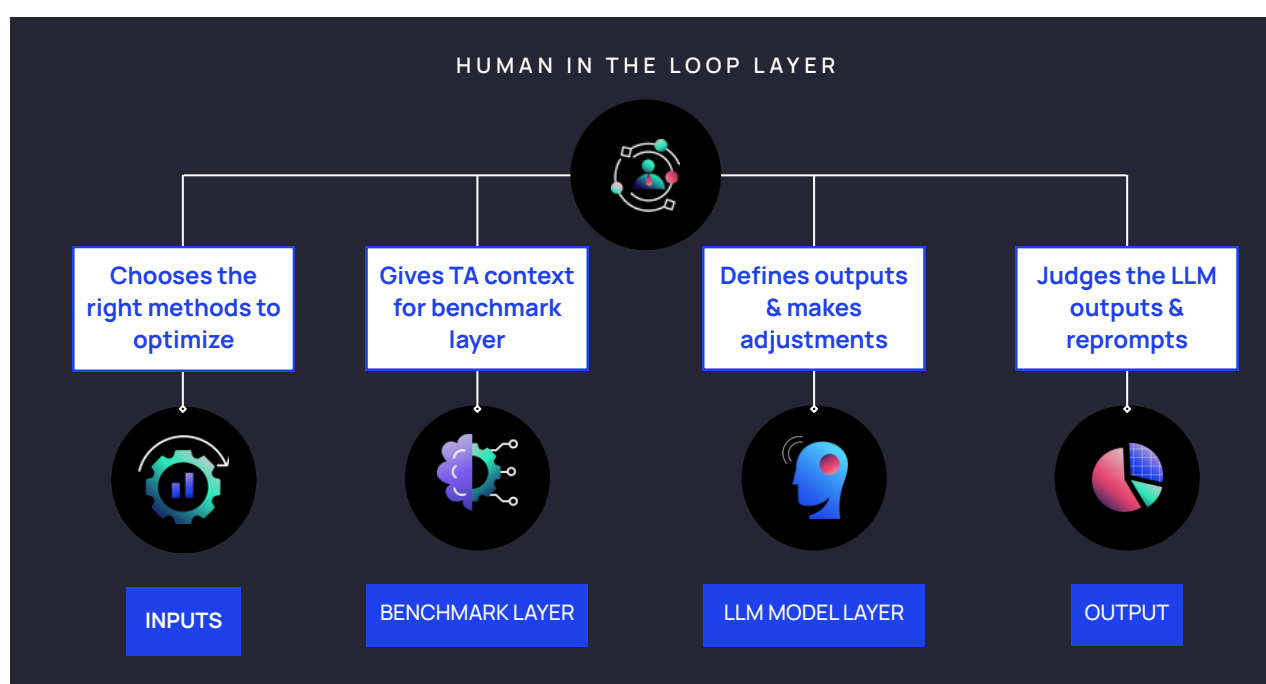 HUMAN IN THE LOOP LAYER
Chooses the
right methods to
optimize
Gives TA context
for benchmark
layer
Defines outputs
& makes
adjustments
Judges the LLM
outputs &
reprompts
INPUTS
BENCHMARK LAYER
LLM MODEL LAYER
OUTPUT